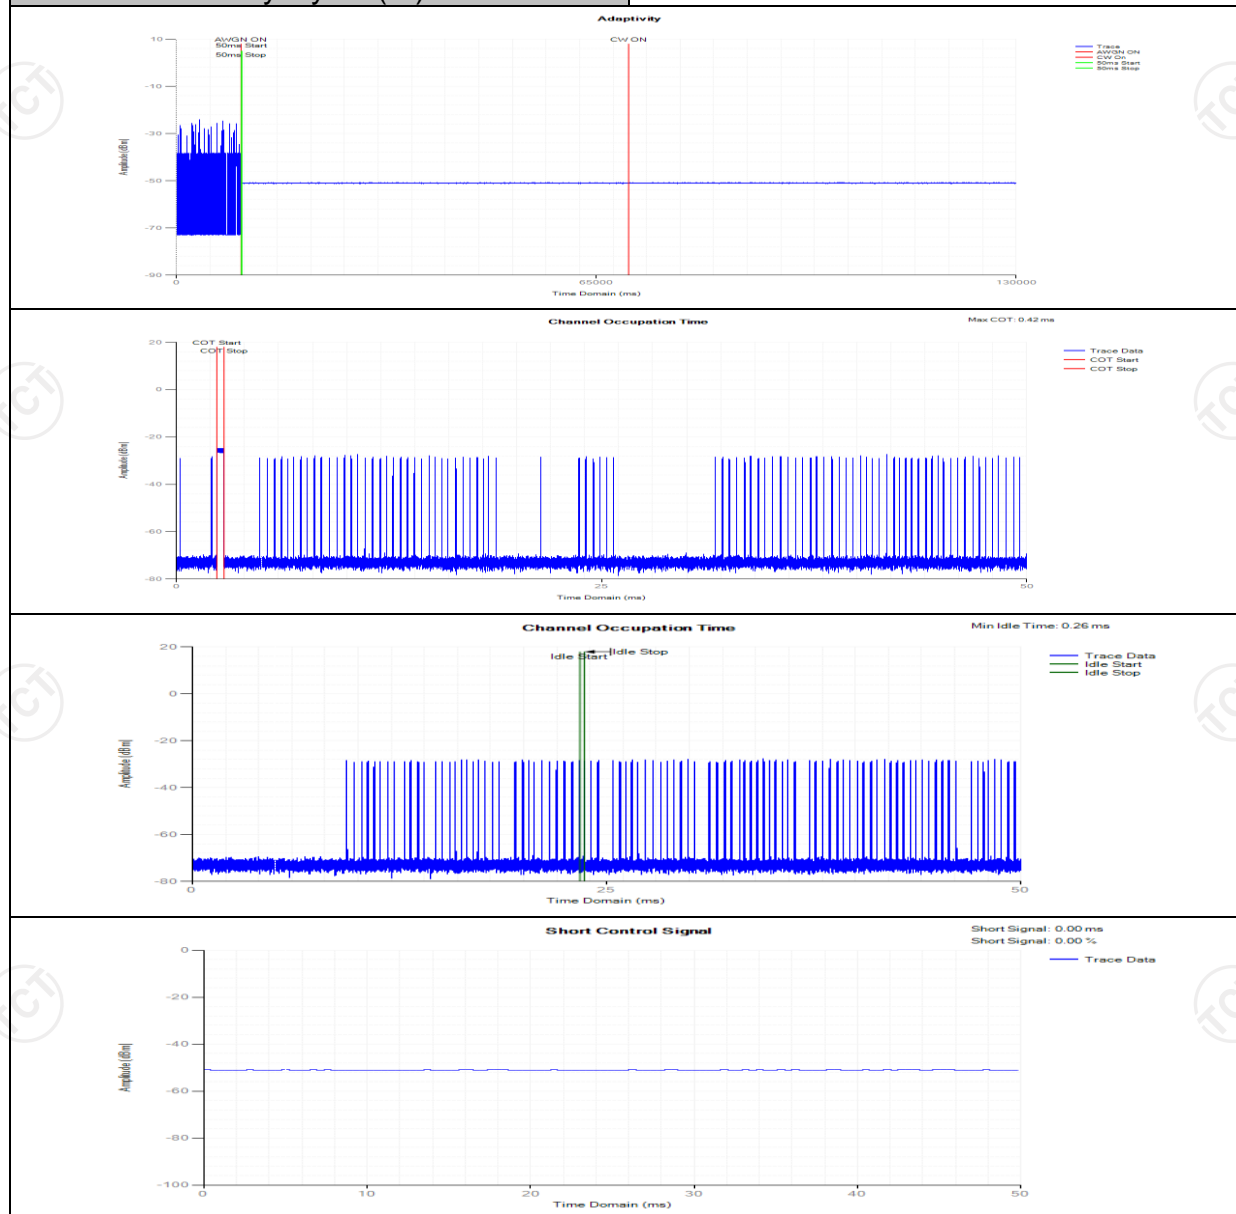 Adaptivity
10
AWGN ON
50ms Start
50ms Stop
CW ON
Trace
AWGN ON
CW On
50ms Start
50ms Stop
-10
-30
-50
-70
-90
Amplitude (dBm)
0
65000
130000
Time Domain (ms)
Channel Occupation Time
Max COT: 0.42 ms
20
COT Start
COT Stop
Trace Data
COT Start
COT Stop
0
-20
-40
-60
-80
Amplitude (dBm)
0
25
50
Time Domain (ms)
Channel Occupation Time
Min Idle Time: 0.26 ms
20
Idle Start
Idle Stop
Trace Data
Idle Start
Idle Stop
0
-20
-40
-60
-80
Amplitude (dBm)
0
25
50
Time Domain (ms)
Short Control Signal
Short Signal: 0.00 ms
Short Signal: 0.00 %
Trace Data
0
-20
-40
-60
-80
-100
Amplitude (dBm)
0
10
20
30
40
50
Time Domain (ms)
TCT
TCT
TCT
TCT